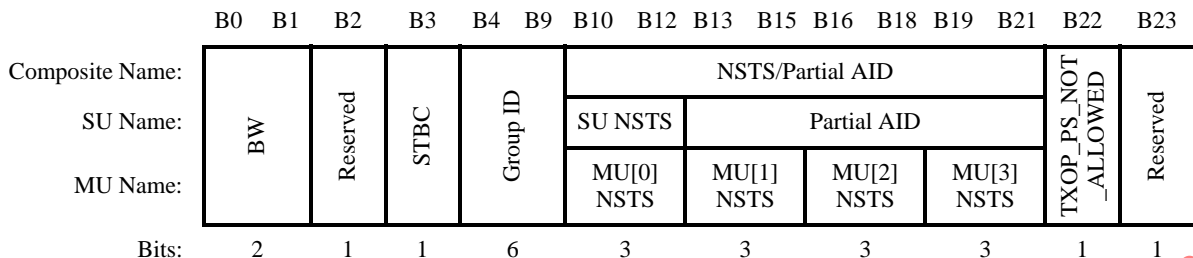 B0 B1 B2 B3 B4 B9 B10 B12 B13 B15 B16 B18 B19 B21 B22 B23
Composite Name:
SU Name:
MU Name:
BW
Reserved
STBC
Group ID
NSTS/Partial AID
SU NSTS
Partial AID
MU[0]
NSTS
MU[1]
NSTS
MU[2]
NSTS
MU[3]
NSTS
TXOP_PS_NOT
_ALLOWED
Reserved
Bits: 2 1 1 6 3 3 3 3 1 1